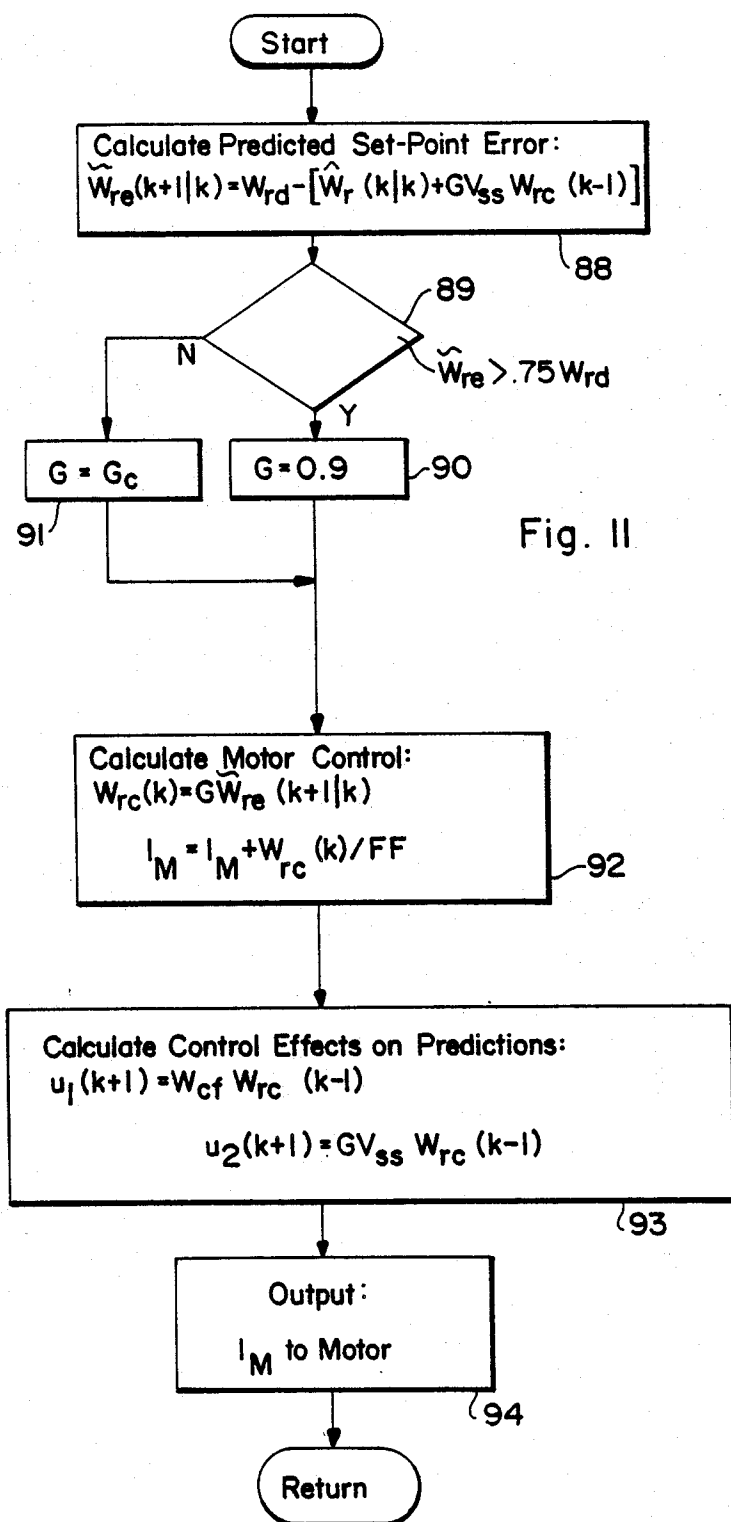 Start
Calculate Predicted Set-Point Error:
W̃re(k+1|k)=Wrd-[Ŵr (k|k)+GVss Wrc (k-1)]
88
89
N
W̃re > .75 Wrd
Y
G = Gc
G=0.9
90
91
Fig. 11
Calculate Motor Control:
Wrc(k)=GW̃re (k+1|k)
IM = IM+Wrc (k)/FF
92
Calculate Control Effects on Predictions:
u1(k+1)=Wcf Wrc (k-1)
u2(k+1)=GVss Wrc (k-1)
93
Output:
IM to Motor
94
Return